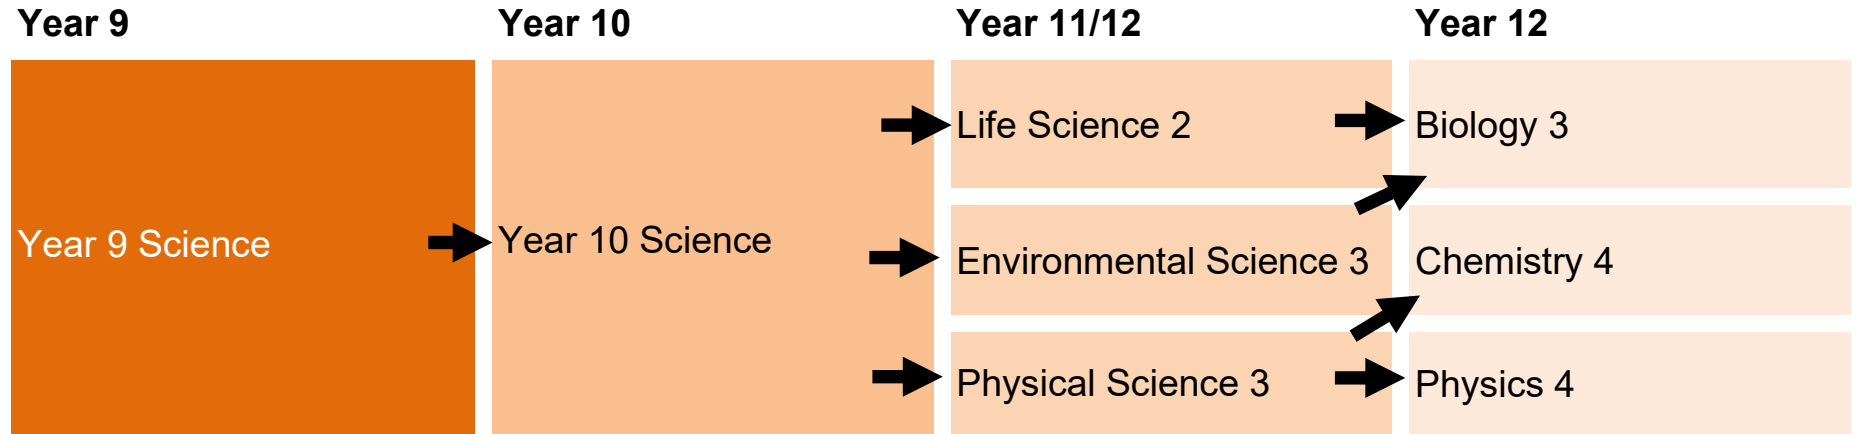 Year 9
Year 10
Year 11/12
Year 12
Year 9 Science
Year 10 Science
Life Science 2
Biology 3
Environmental Science 3
Chemistry 4
Physical Science 3
Physics 4